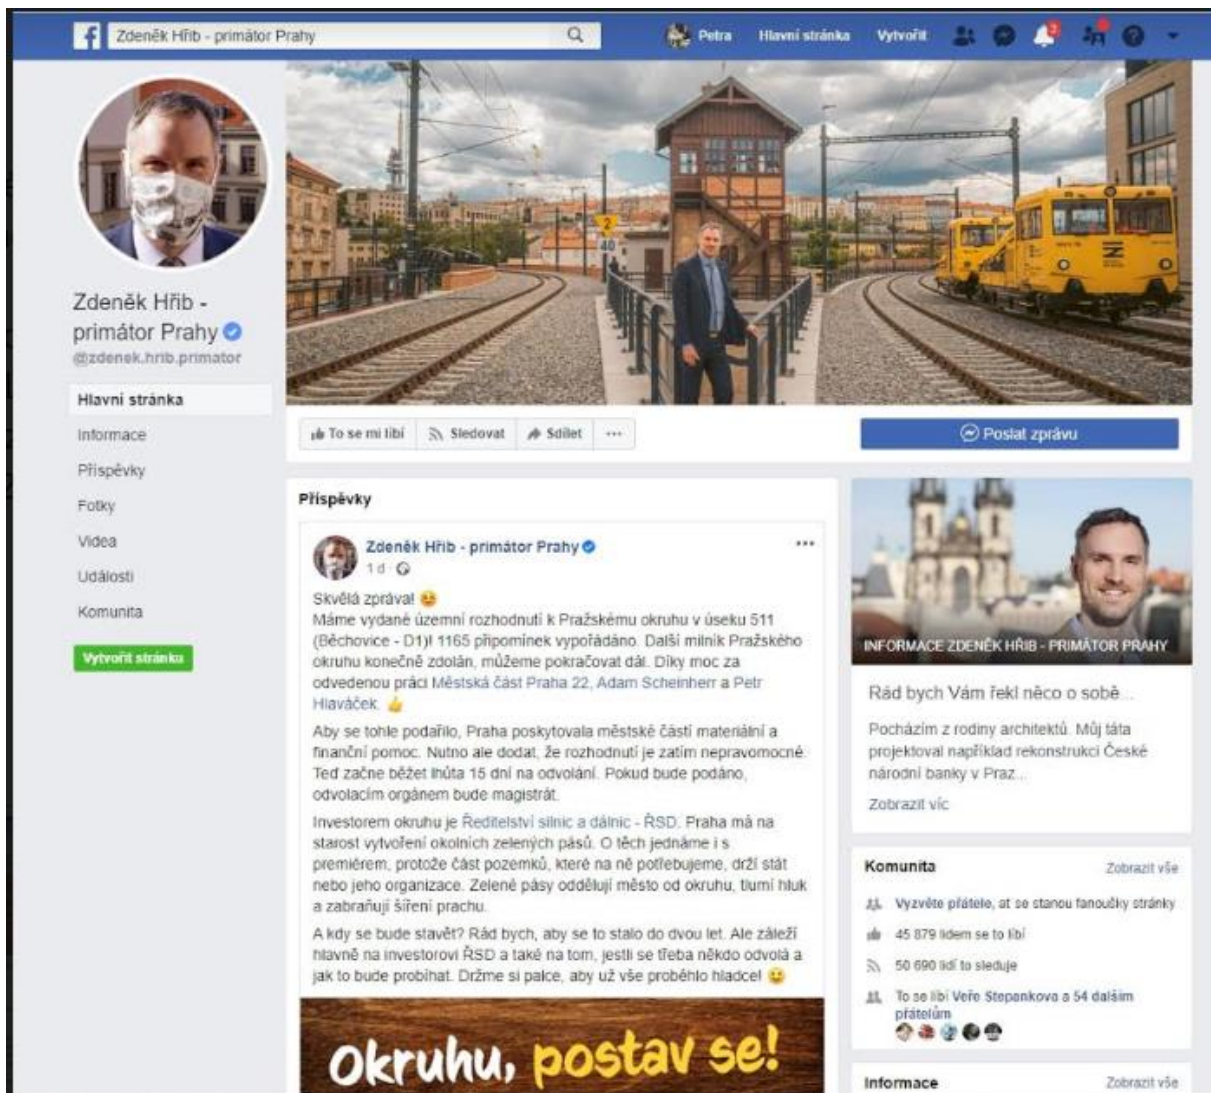 Zdeněk Hřib - primátor Prahy
Petra
Hlavní stránka
Vytvořit
2
Zdeněk Hřib -
primátor Prahy
@zdenek.hrib.primator
Hlavní stránka
Informace
Příspěvky
Fotky
Videa
Události
Komunita
Vytvořit stránku
2
40
To se mi líbí
Sledovat
Sdílet
Poslat zprávu
Příspěvky
Zdeněk Hřib - primátor Prahy
1 d
Skvělá zpráva!
Máme vydané územní rozhodnutí k Pražskému okruhu v úseku 511
(Běchovice - D1)! 1165 připomínek vypořádáno. Další milník Pražského
okruhu konečně zdolán, můžeme pokračovat dál. Díky moc za
odvedenou práci Městská část Praha 22, Adam Scheinherr a Petr
Hlaváček.
Aby se tohle podařilo, Praha poskytovala městské části materiální a
finanční pomoc. Nutno ale dodat, že rozhodnutí je zatím nepravomocné.
Teď začne běžet lhůta 15 dní na odvolání. Pokud bude podáno,
odvolacím orgánem bude magistrát.
Investorem okruhu je Ředitelství silnic a dálnic - ŘSD. Praha má na
starost vytvoření okolních zelených pásů. O těch jednáme i s
premiérem, protože část pozemků, které na ně potřebujeme, drží stát
nebo jeho organizace. Zelené pásy oddělují město od okruhu, tlumí hluk
a zabraňují šíření prachu.
A kdy se bude stavět? Rád bych, aby se to stalo do dvou let. Ale záleží
hlavně na investorovi ŘSD a také na tom, jestli se třeba někdo odvolá a
jak to bude probíhat. Držme si palce, aby už vše proběhlo hladce!
Okruhu, postav se!
INFORMACE ZDENĚK HŘIB - PRIMÁTOR PRAHY
Rád bych Vám řekl něco o sobě...
Pocházím z rodiny architektů. Můj táta
projektoval například rekonstrukci České
národní banky v Praz...
Zobrazit víc
Komunita
Zobrazit vše
Vyzvěte přátele, ať se stanou fanoušky stránky
45 879 lidem se to líbí
50 690 lidí to sleduje
To se líbí Veře Stepankova a 54 dalším
přátelům
Informace
Zobrazit vše